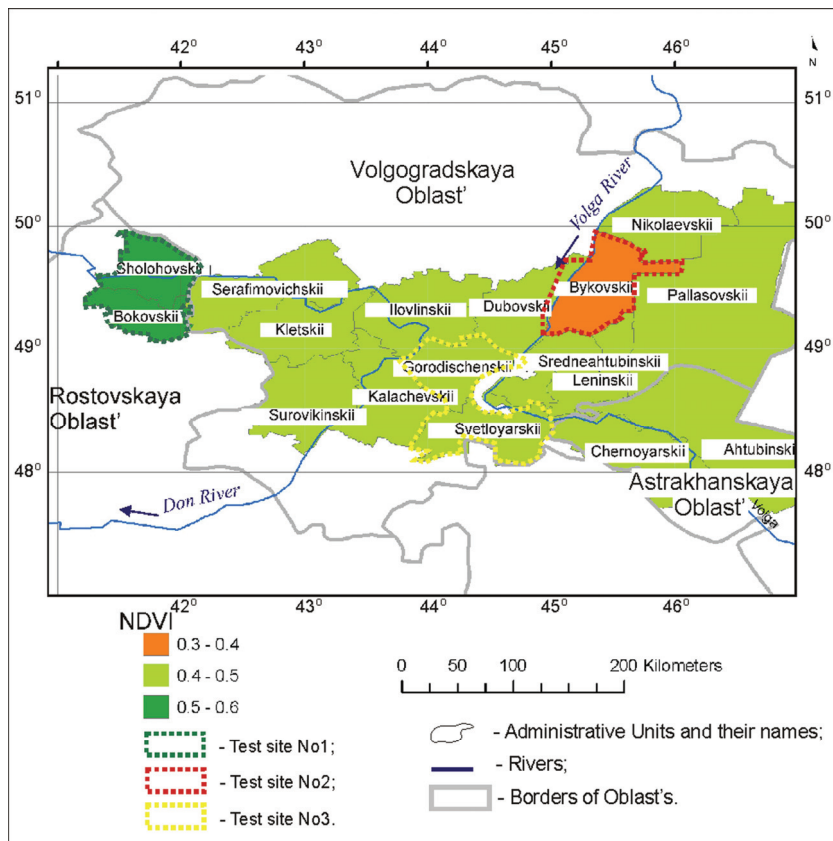 42° 43° 44° 45° 46°
N
51°
51°
Volgogradskaya
Oblast'
Volga River
50°
50°
Nikolaevskii
Sholohovskii
Serafimovichskii
Bykovskii
Pallasovskii
Ilovlinskii
Dubovskii
Bokovskii
Kletskii
49°
49°
Gorodischenskii
Sredneahtubinskii
Leninskii
Rostovskaya
Oblast'
Kalachevskii
Surovikinskii
Svetloyarskii
Chernoyarskii
Ahtubinski
48°
48°
Don River
Astrakhanskaya
Oblast'
Volga
42° 43° 44° 45° 46°
NDVI
0.3 - 0.4
0.4 - 0.5
0.5 - 0.6
- Test site No1;
- Test site No2;
- Test site No3.
0 50 100 200 Kilometers
- Administrative Units and their names;
- Rivers;
- Borders of Oblast's.